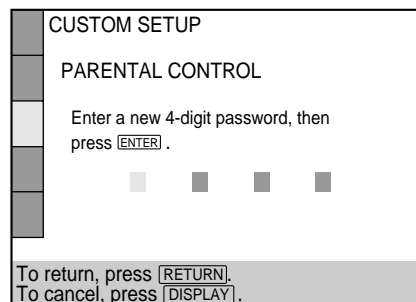 CUSTOM SETUP
PARENTAL CONTROL
Enter a new 4-digit password, then
press ENTER .
To return, press RETURN.
To cancel, press DISPLAY .